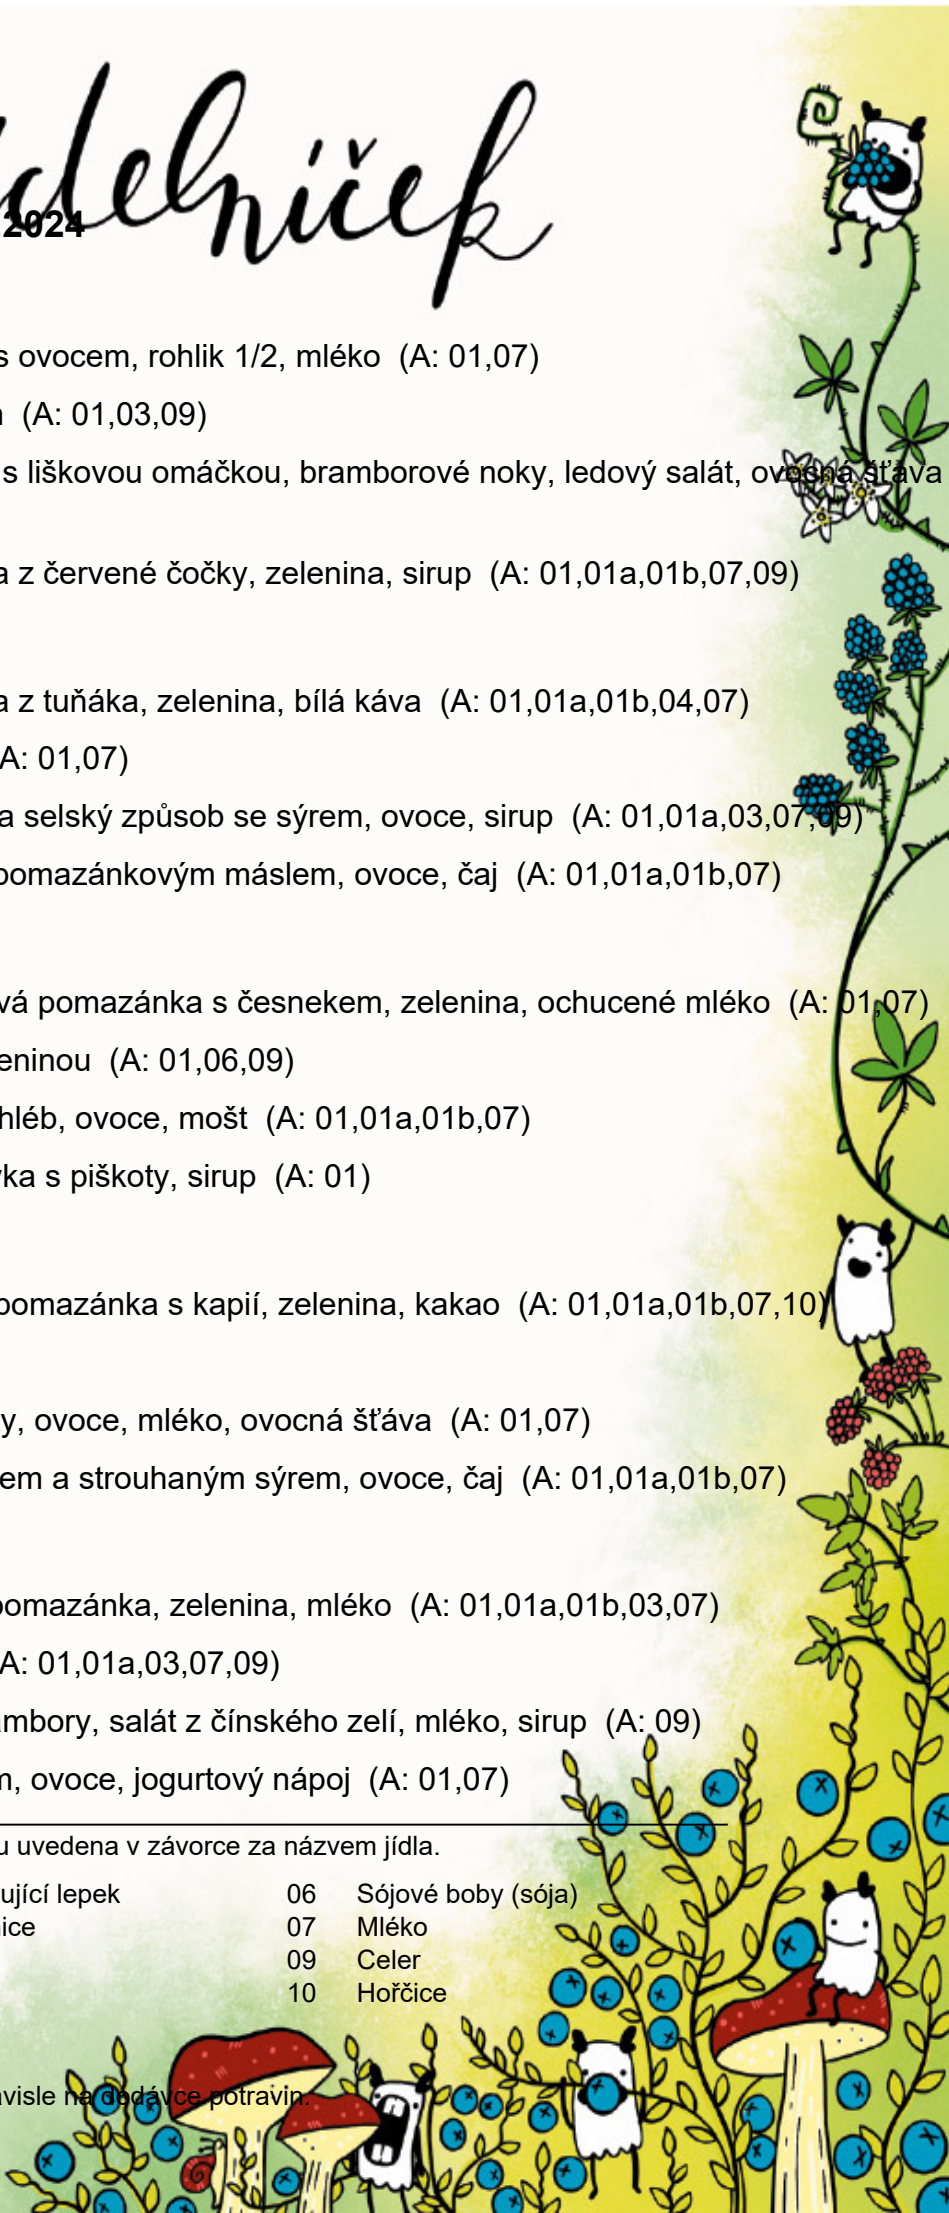 delníček
2024
s ovocem, rohlik 1/2, mléko (A: 01,07)
(A: 01,03,09)
s liškovou omáčkou, bramborové noky, ledový salát, ovocná šťáva
a z červené čočky, zelenina, sirup (A: 01,01a,01b,07,09)
a z tuňáka, zelenina, bílá káva (A: 01,01a,01b,04,07)
A: 01,07)
a selský způsob se sýrem, ovoce, sirup (A: 01,01a,03,07,09)
pomazánkovým máslem, ovoce, čaj (A: 01,01a,01b,07)
vá pomazánka s česnekem, zelenina, ochucené mléko (A: 01,07)
eninou (A: 01,06,09)
hléb, ovoce, mošt (A: 01,01a,01b,07)
ka s piškoty, sirup (A: 01)
pomazánka s kapií, zelenina, kakao (A: 01,01a,01b,07,10)
y, ovoce, mléko, ovocná šťáva (A: 01,07)
em a strouhaným sýrem, ovoce, čaj (A: 01,01a,01b,07)
pomazánka, zelenina, mléko (A: 01,01a,01b,03,07)
A: 01,01a,03,07,09)
mbory, salát z čínského zelí, mléko, sirup (A: 09)
m, ovoce, jogurtový nápoj (A: 01,07)
u uvedena v závorce za názvem jídla.
ující lepek 06 Sójové boby (sója)
nice 07 Mléko
09 Celer
10 Hořčice
visle na dodávce potravin.